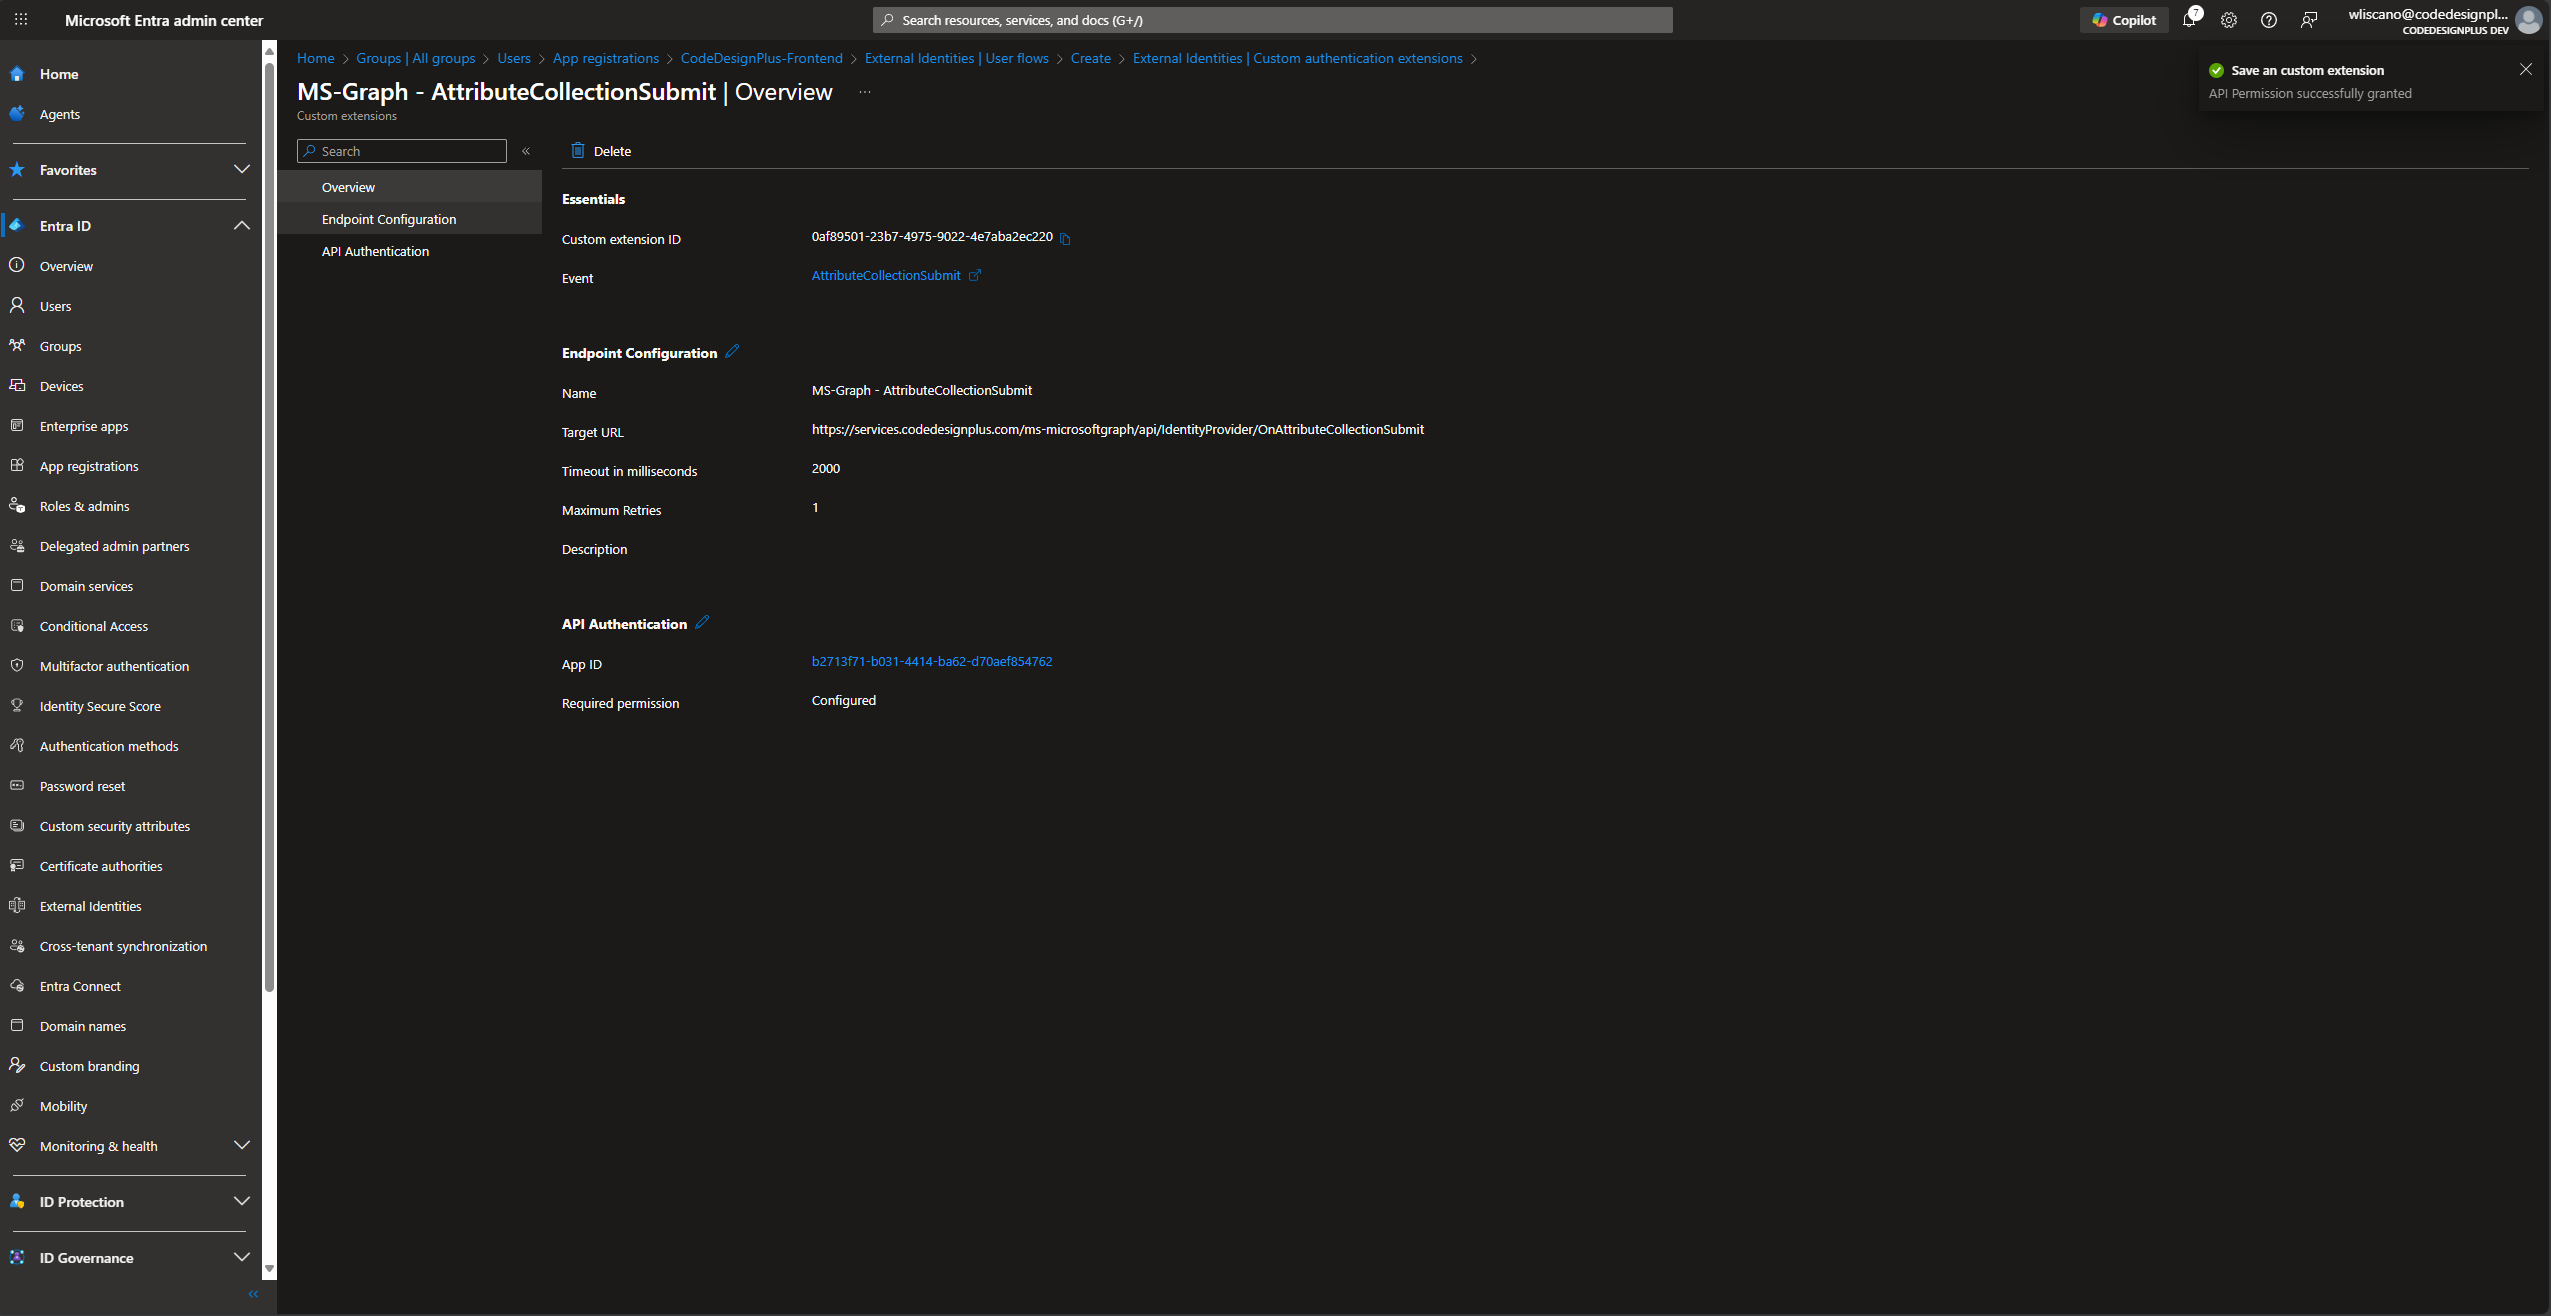 Microsoft Entra admin center
Search resources, services, and docs (G+/)
Copilot
7
wliscano@codedesignpl...
CODEDESIGNPLUS DEV
Home
Agents
Favorites
Entra ID
Overview
Users
Groups
Devices
Enterprise apps
App registrations
Roles & admins
Delegated admin partners
Domain services
Conditional Access
Multifactor authentication
Identity Secure Score
Authentication methods
Password reset
Custom security attributes
Certificate authorities
External Identities
Cross-tenant synchronization
Entra Connect
Domain names
Custom branding
Mobility
Monitoring & health
ID Protection
ID Governance
Home > Groups | All groups > Users > App registrations > CodeDesignPlus-Frontend > External Identities | User flows > Create > External Identities | Custom authentication extensions >
MS-Graph - AttributeCollectionSubmit | Overview ...
Custom extensions
Search
Overview
Endpoint Configuration
API Authentication
Delete
Essentials
Custom extension ID 0af89501-23b7-4975-9022-4e7aba2ec220
Event AttributeCollectionSubmit
Endpoint Configuration
Name MS-Graph - AttributeCollectionSubmit
Target URL https://services.codedesignplus.com/ms-microsoftgraph/api/IdentityProvider/OnAttributeCollectionSubmit
Timeout in milliseconds 2000
Maximum Retries 1
Description
API Authentication
App ID b2713f71-b031-4414-ba62-d70aef854762
Required permission Configured
Save an custom extension
API Permission successfully granted